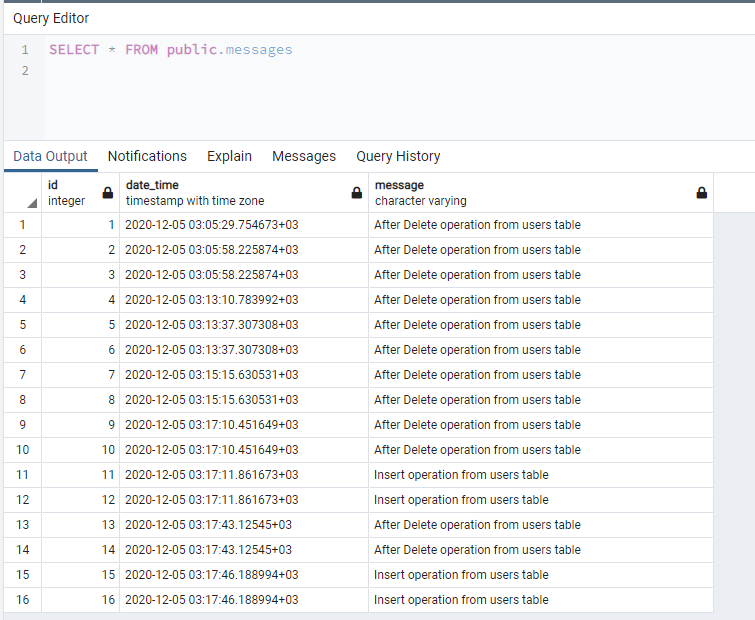 Query Editor
1 SELECT * FROM public.messages
2
Data Output Notifications Explain Messages Query History
id date_time message
integer timestamp with time zone character varying
1 1 2020-12-05 03:05:29.754673+03 After Delete operation from users table
2 2 2020-12-05 03:05:58.225874+03 After Delete operation from users table
3 3 2020-12-05 03:05:58.225874+03 After Delete operation from users table
4 4 2020-12-05 03:13:10.783992+03 After Delete operation from users table
5 5 2020-12-05 03:13:37.307308+03 After Delete operation from users table
6 6 2020-12-05 03:13:37.307308+03 After Delete operation from users table
7 7 2020-12-05 03:15:15.630531+03 After Delete operation from users table
8 8 2020-12-05 03:15:15.630531+03 After Delete operation from users table
9 9 2020-12-05 03:17:10.451649+03 After Delete operation from users table
10 10 2020-12-05 03:17:10.451649+03 After Delete operation from users table
11 11 2020-12-05 03:17:11.861673+03 Insert operation from users table
12 12 2020-12-05 03:17:11.861673+03 Insert operation from users table
13 13 2020-12-05 03:17:43.12545+03 After Delete operation from users table
14 14 2020-12-05 03:17:43.12545+03 After Delete operation from users table
15 15 2020-12-05 03:17:46.188994+03 Insert operation from users table
16 16 2020-12-05 03:17:46.188994+03 Insert operation from users table